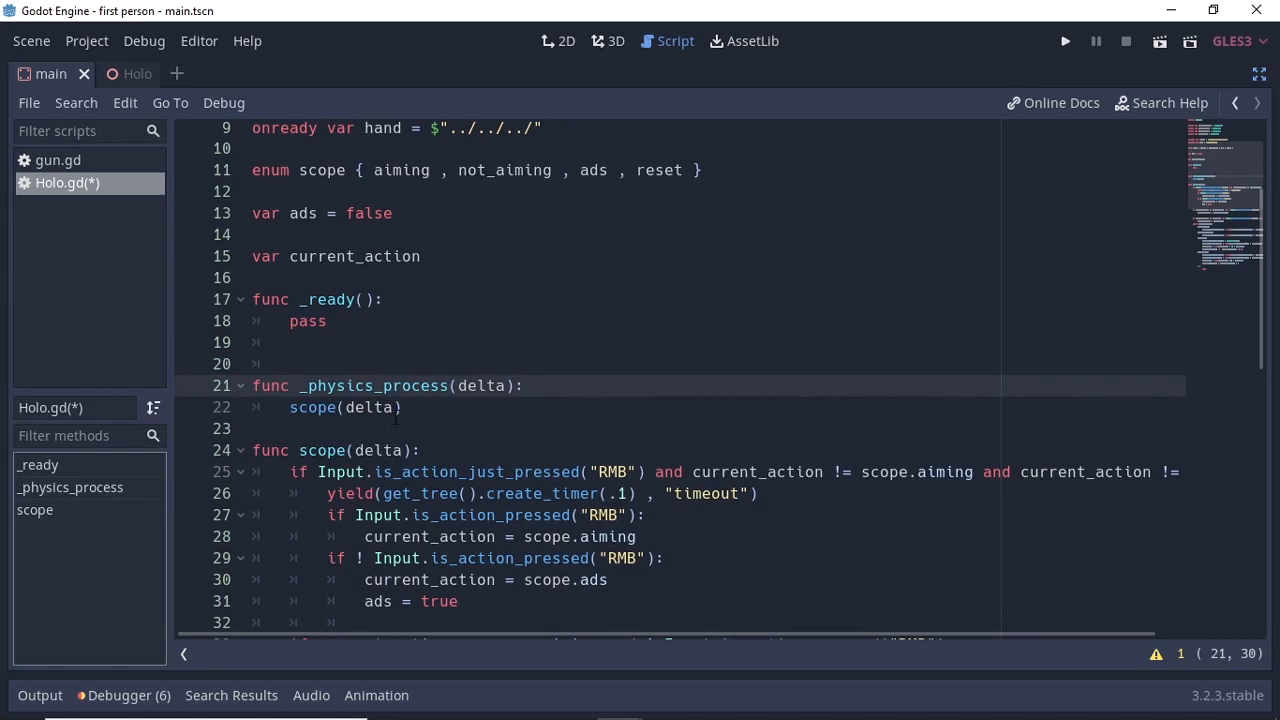 Godot Engine - first person - main.tscn
Scene Project Debug Editor Help
2D 3D Script AssetLib
GLES3
main Holo
File Search Edit Go To Debug
Online Docs Search Help
Filter scripts
gun.gd
Holo.gd(*)
Holo.gd(*)
Filter methods
_ready
_physics_process
scope
9 onready var hand = $"../../../"
10
11 enum scope { aiming , not_aiming , ads , reset }
12
13 var ads = false
14
15 var current_action
16
17 func _ready():
18 pass
19
20
21 func _physics_process(delta):
22 scope(delta)
23
24 func scope(delta):
25 if Input.is_action_just_pressed("RMB") and current_action != scope.aiming and current_action !=
26 yield(get_tree().create_timer(.1) , "timeout")
27 if Input.is_action_pressed("RMB"):
28 current_action = scope.aiming
29 if ! Input.is_action_pressed("RMB"):
30 current_action = scope.ads
31 ads = true
32
1 ( 21, 30)
Output Debugger (6) Search Results Audio Animation
3.2.3.stable